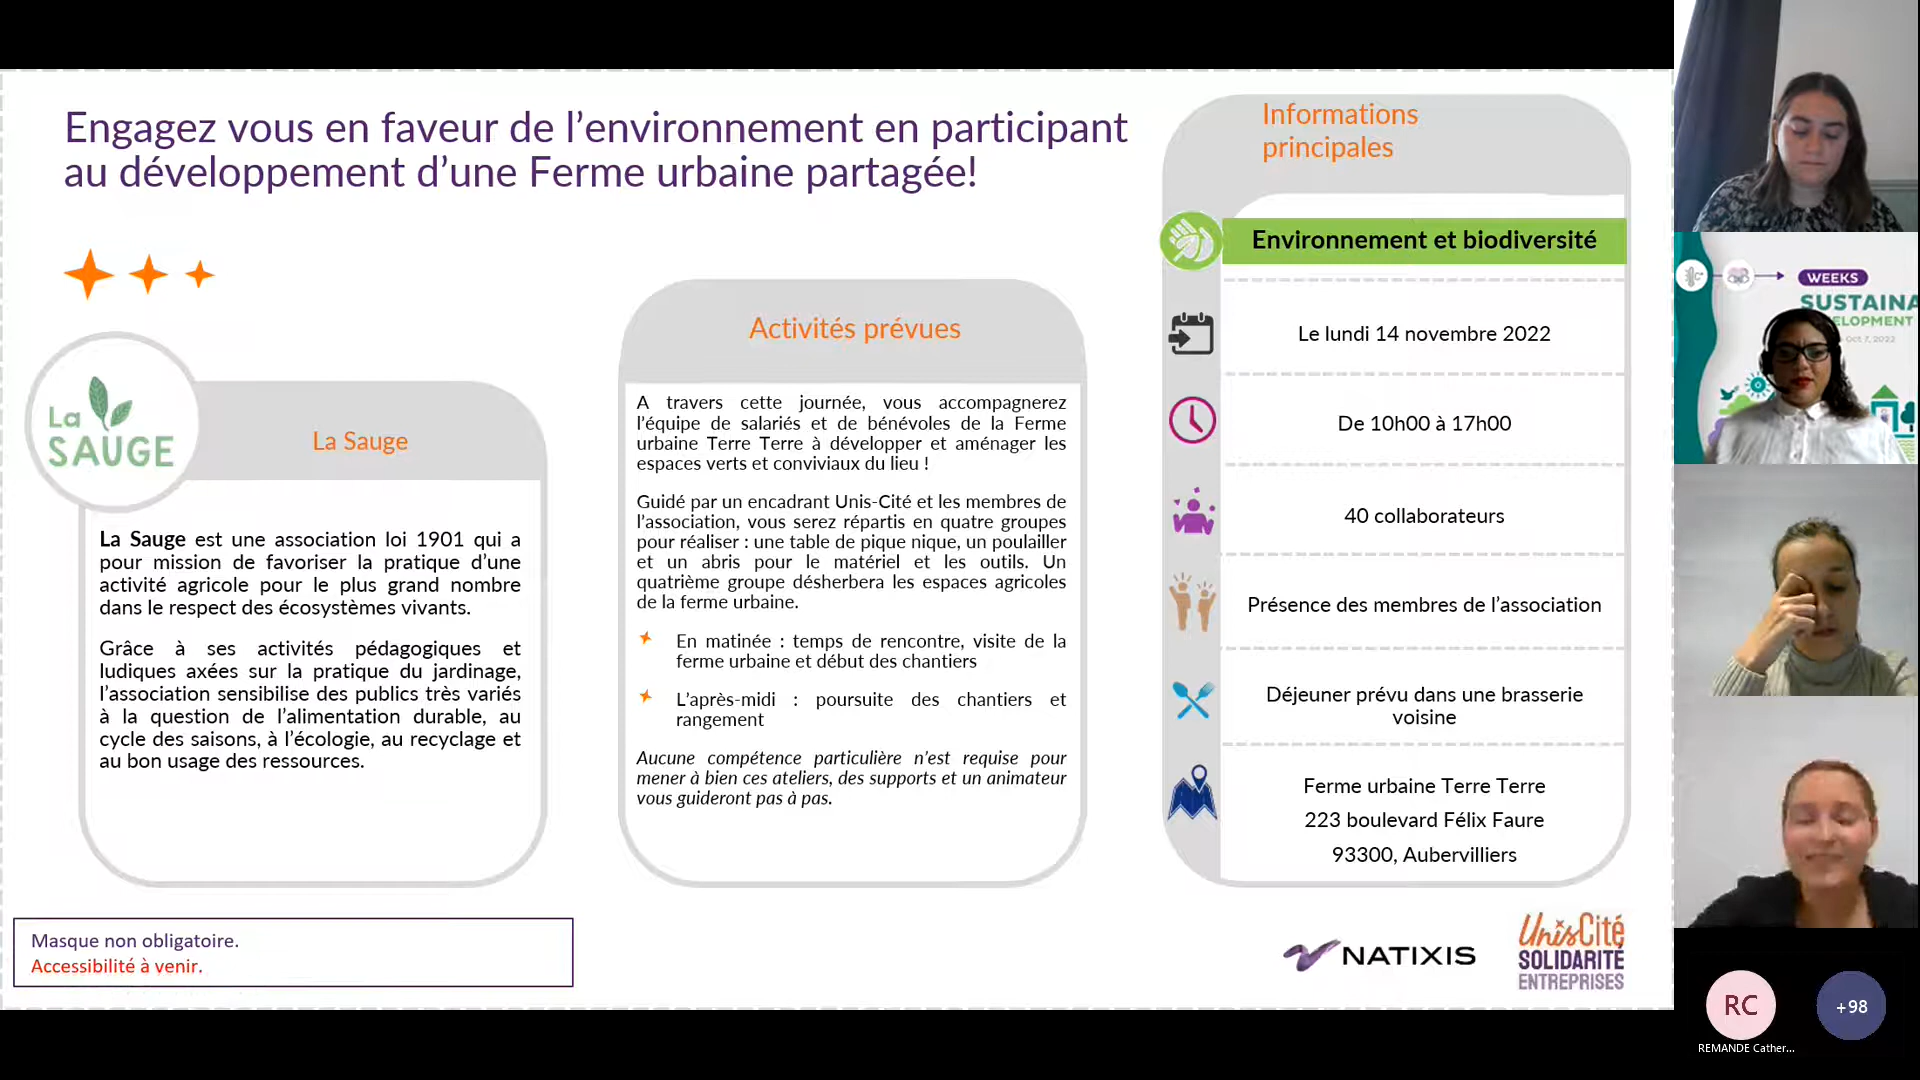 Engagez vous en faveur de l’environnement en participant
au développement d’une Ferme urbaine partagée!
La
SAUGE
La Sauge
La Sauge est une association loi 1901 qui a
pour mission de favoriser la pratique d’une
activité agricole pour le plus grand nombre
dans le respect des écosystèmes vivants.
Grâce à ses activités pédagogiques et
ludiques axées sur la pratique du jardinage,
l’association sensibilise des publics très variés
à la question de l’alimentation durable, au
cycle des saisons, à l’écologie, au recyclage et
au bon usage des ressources.
Activités prévues
A travers cette journée, vous accompagnerez
l’équipe de salariés et de bénévoles de la Ferme
urbaine Terre Terre à développer et aménager les
espaces verts et conviviaux du lieu !
Guidé par un encadrant Unis-Cité et les membres de
l’association, vous serez répartis en quatre groupes
pour réaliser : une table de pique nique, un poulailler
et un abris pour le matériel et les outils. Un
quatrième groupe désherbera les espaces agricoles
de la ferme urbaine.
En matinée : temps de rencontre, visite de la
ferme urbaine et début des chantiers
L’après-midi : poursuite des chantiers et
rangement
Aucune compétence particulière n’est requise pour
mener à bien ces ateliers, des supports et un animateur
vous guideront pas à pas.
Informations
principales
Environnement et biodiversité
Le lundi 14 novembre 2022
De 10h00 à 17h00
40 collaborateurs
Présence des membres de l’association
Déjeuner prévu dans une brasserie
voisine
Ferme urbaine Terre Terre
223 boulevard Félix Faure
93300, Aubervilliers
Masque non obligatoire.
Accessibilité à venir.
NATIXIS
UnisCité
SOLIDARITÉ
ENTREPRISES
WEEKS
SUSTAINA
ELOPMENT
Oct 7, 2022
RC
+98
REMANDE Cather...